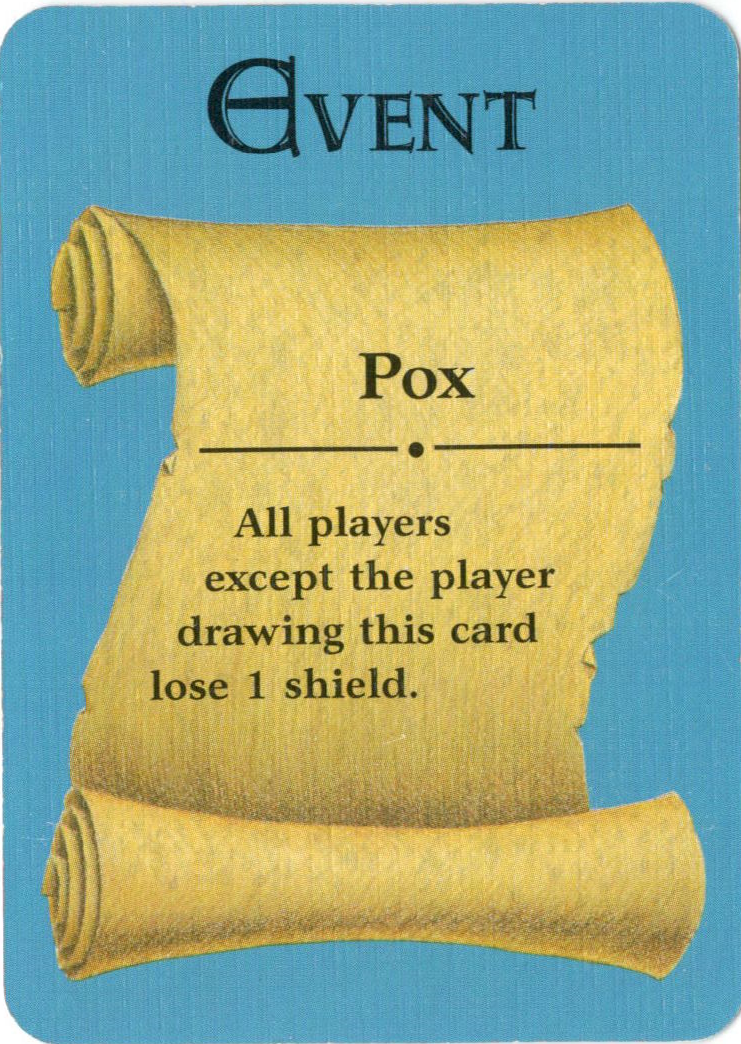 Event
Pox
All players
except the player
drawing this card
lose 1 shield.